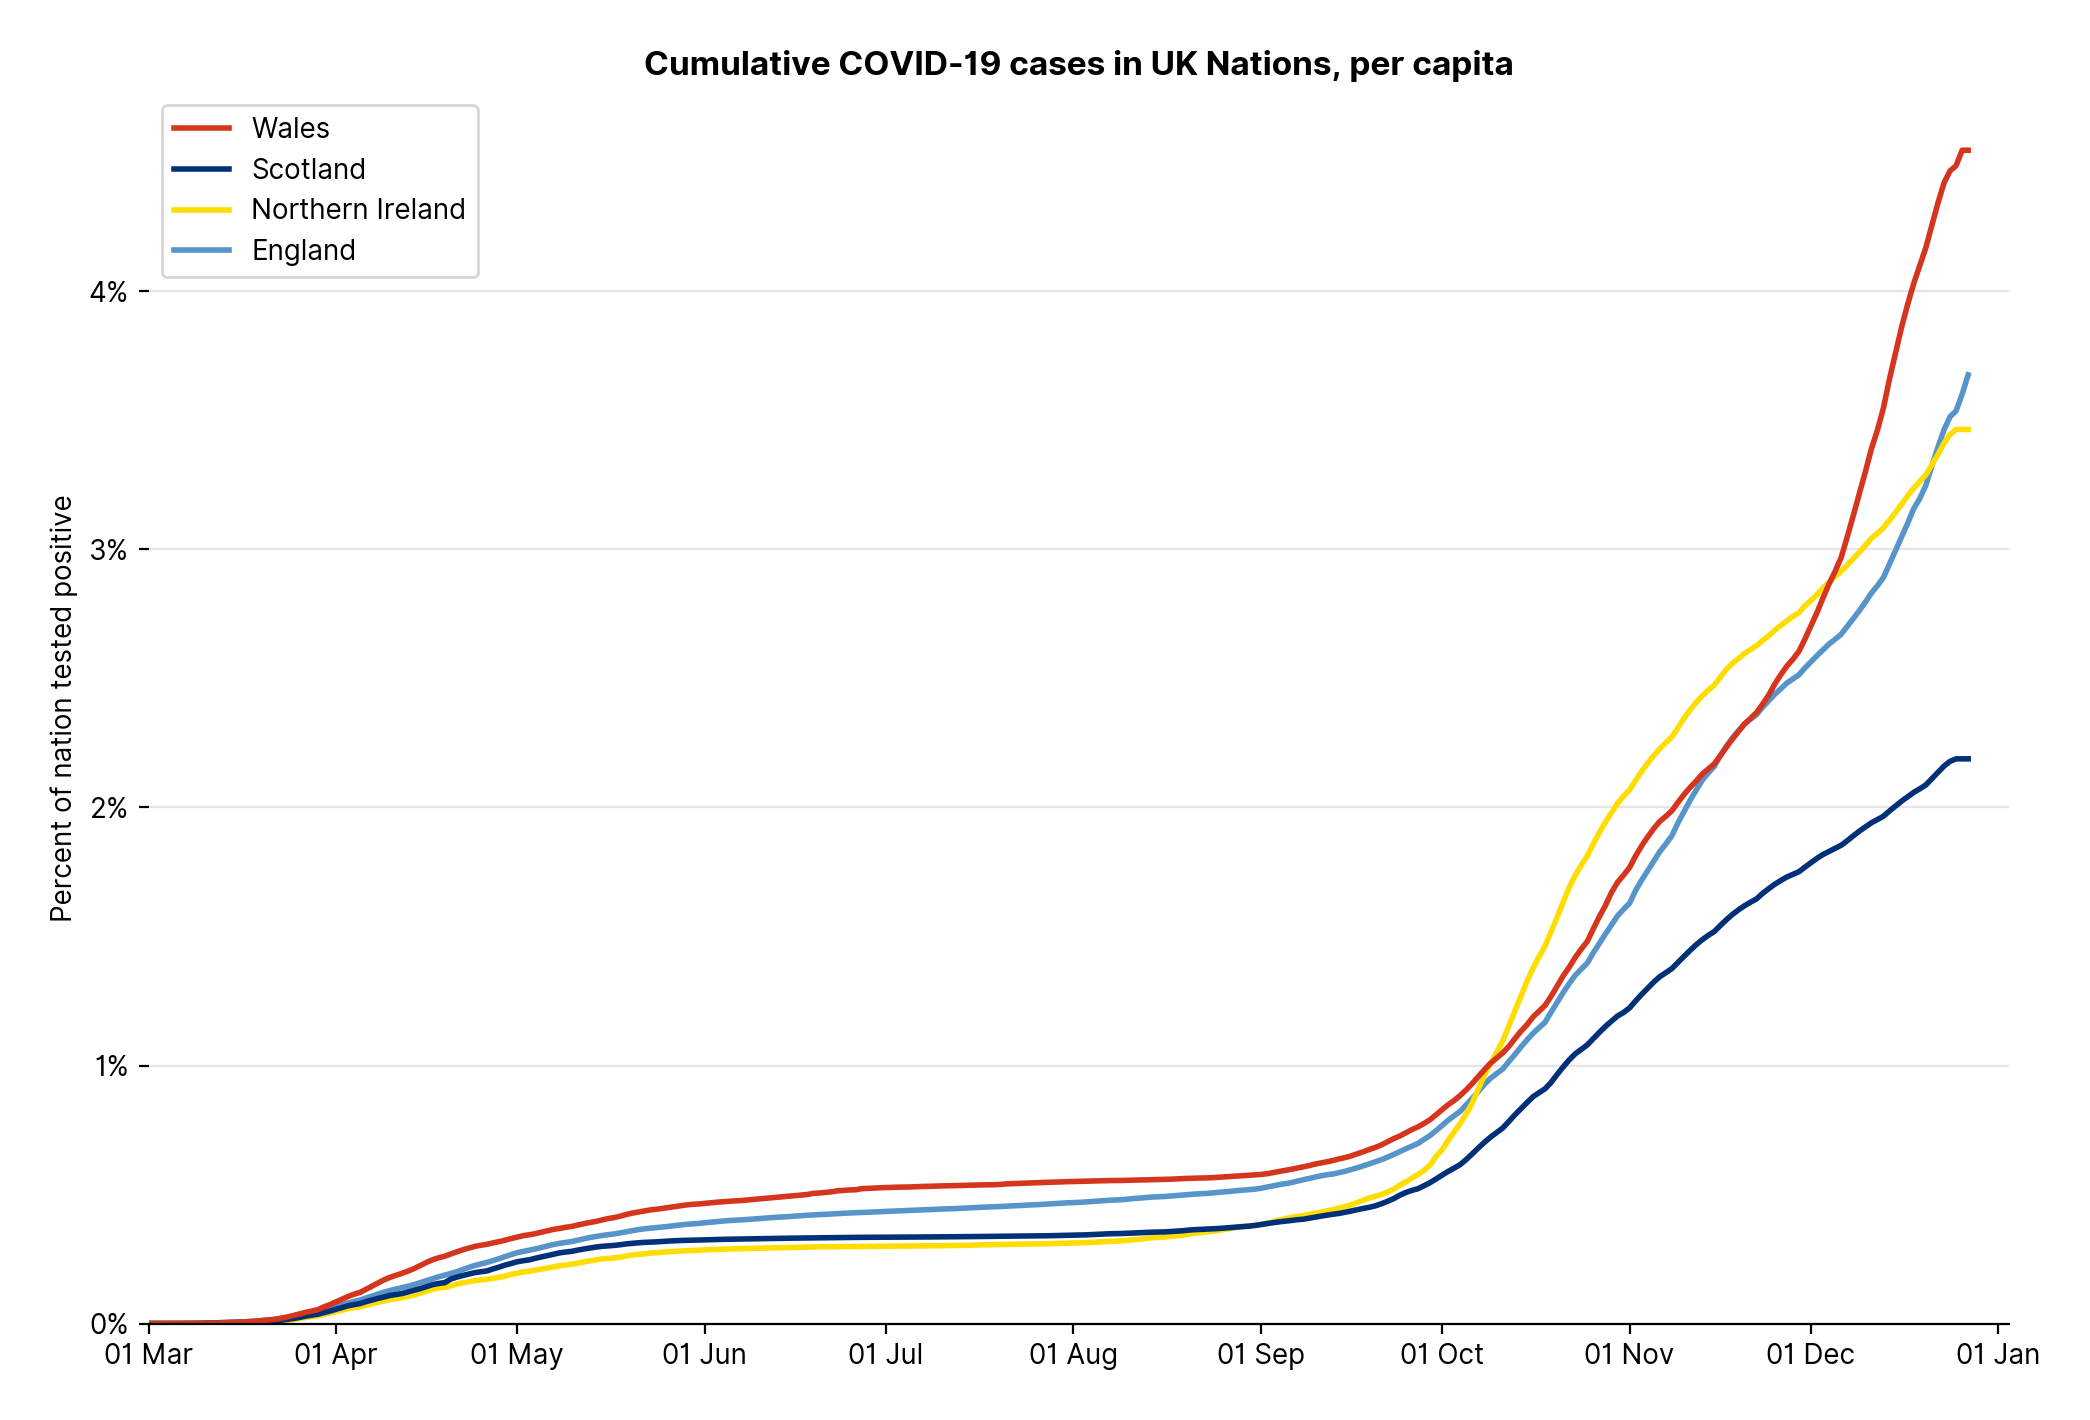 Cumulative COVID-19 cases in UK Nations, per capita
Wales
Scotland
Northern Ireland
England
Percent of nation tested positive
4%
3%
2%
1%
0%
01 Mar
01 Apr
01 May
01 Jun
01 Jul
01 Aug
01 Sep
01 Oct
01 Nov
01 Dec
01 Jan